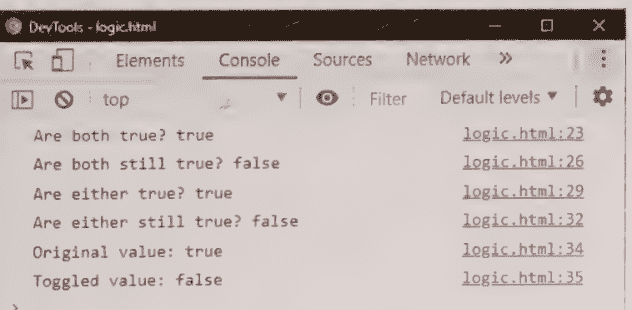 DevTools - logic.html
Elements Console Sources Network »
top Filter Default levels
Are both true? true logic.html:23
Are both still true? false logic.html:26
Are either true? true logic.html:29
Are either still true? false logic.html:32
Original value: true logic.html:34
Toggled value: false logic.html:35